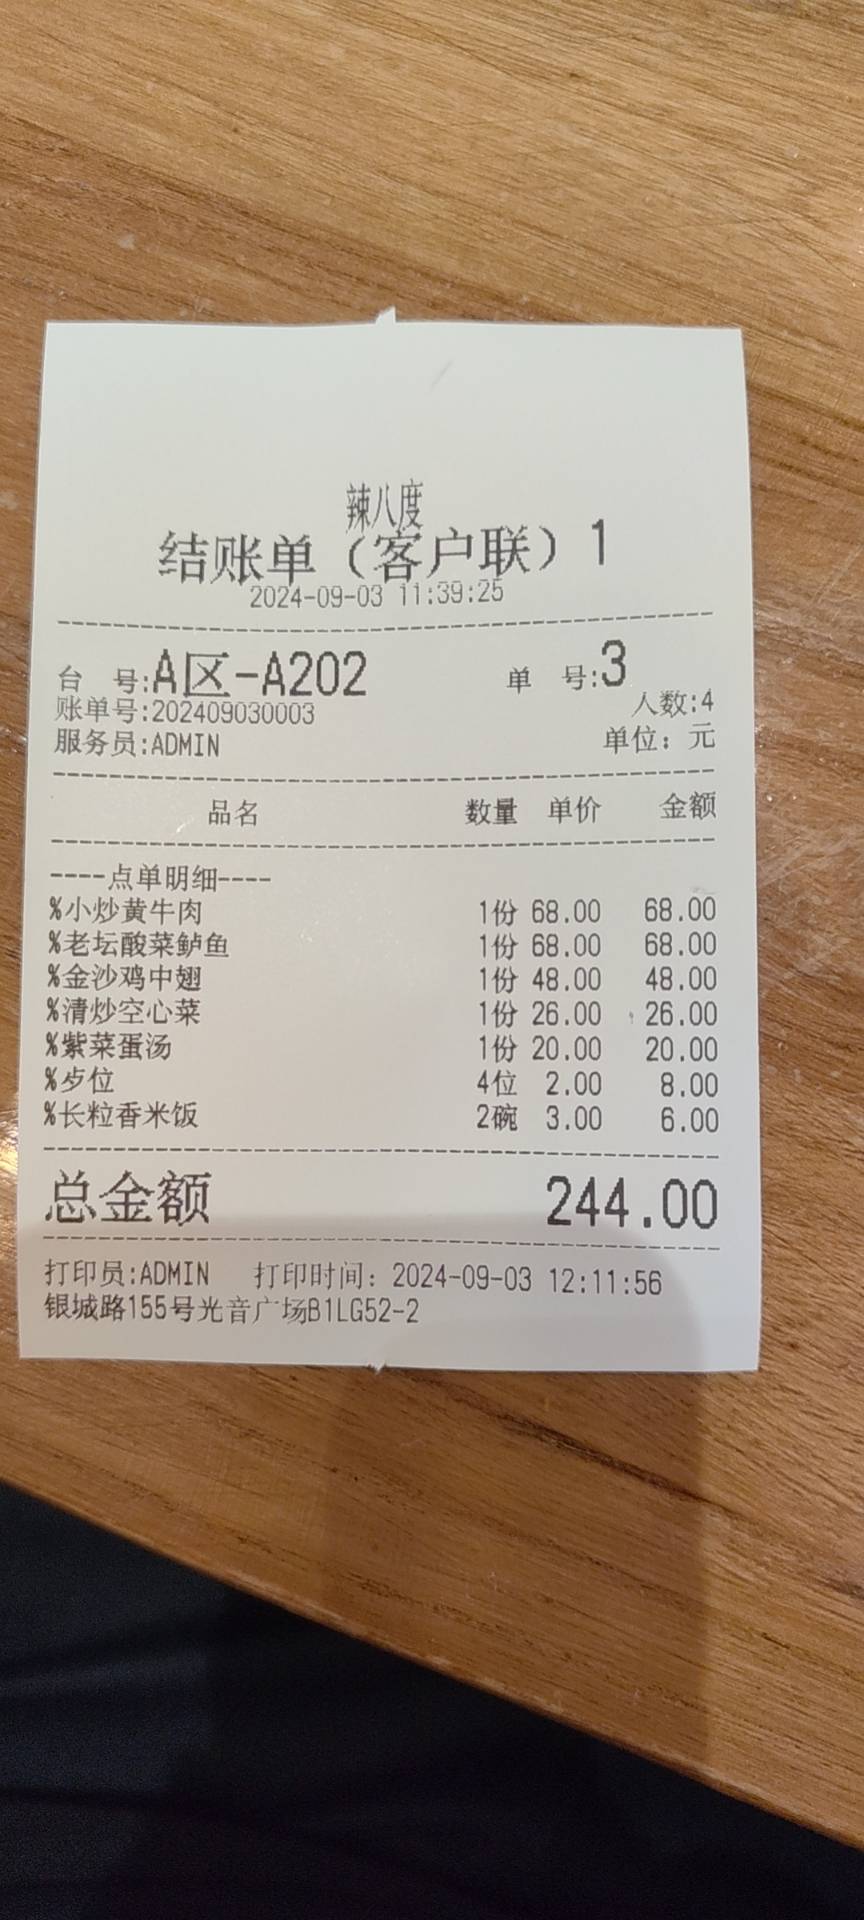 辣八度
结账单（客户联）1
2024-09-03 11:39:25
台 号:A区-A202 单 号:3
账单号:202409030003 人数:4
服务员:ADMIN 单位：元
品名 数量 单价 金额
----点单明细----
%小炒黄牛肉 1份 68.00 68.00
%老坛酸菜鲈鱼 1份 68.00 68.00
%金沙鸡中翅 1份 48.00 48.00
%清炒空心菜 1份 26.00 26.00
%紫菜蛋汤 1份 20.00 20.00
%歺位 4位 2.00 8.00
%长粒香米饭 2碗 3.00 6.00
总金额 244.00
打印员:ADMIN 打印时间：2024-09-03 12:11:56
银城路155号光音广场B1LG52-2